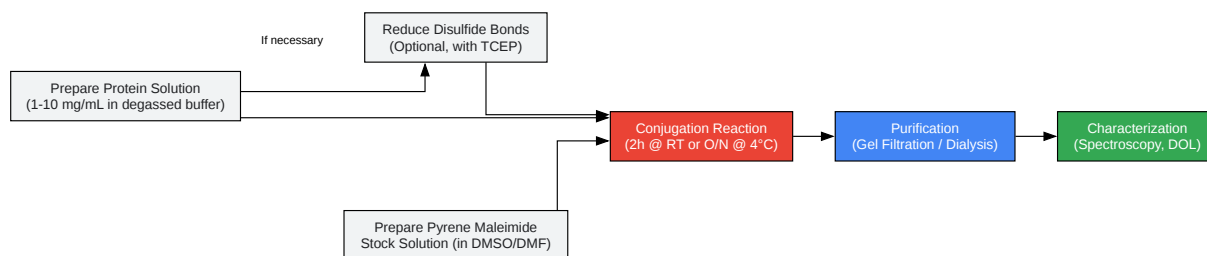 Reduce Disulfide Bonds
(Optional, with TCEP)
If necessary
Prepare Protein Solution
(1-10 mg/mL in degassed buffer)
Conjugation Reaction
(2h @ RT or O/N @ 4°C)
Purification
(Gel Filtration / Dialysis)
Characterization
(Spectroscopy, DOL)
Prepare Pyrene Maleimide
Stock Solution (in DMSO/DMF)